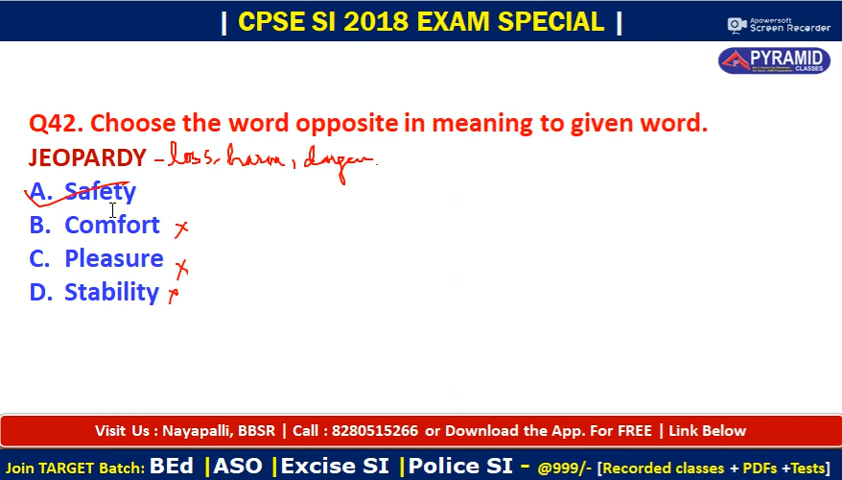 | CPSE SI 2018 EXAM SPECIAL |
Apowersoft
Screen Recorder
PYRAMID
CLASSES
Q42. Choose the word opposite in meaning to given word.
JEOPARDY - loss, harm, danger.
A. Safety
B. Comfort
C. Pleasure
D. Stability
Visit Us : Nayapalli, BBSR | Call : 8280515266 or Download the App. For FREE | Link Below
Join TARGET Batch: BEd |ASO |Excise SI |Police SI - @999/- [Recorded classes + PDFs +Tests]